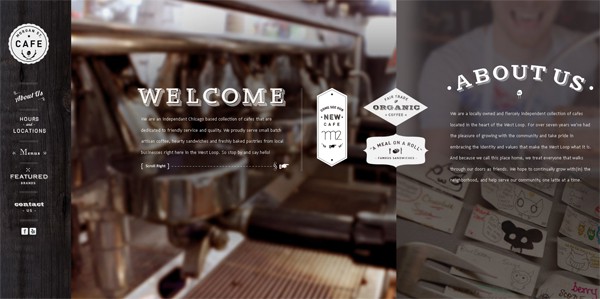 MORGAN ST.
CAFE
About Us
HOURS
and
LOCATIONS
Menus
FEATURED
BRANDS
contact
- US -
WELCOME
We are an independent Chicago based collection of cafes that are
dedicated to friendly service and quality. We proudly serve small batch
artisan coffee, hearty sandwiches and freshly baked pastries from local
businesses right here in the West Loop. So stop by and say hello!
Scroll Right
COME SEE OUR
NEW
CAFE
FAIR TRADE
ORGANIC
COFFEE
"A MEAL ON A ROLL"
FAMOUS SANDWICHES
ABOUT US
We are a locally owned and fiercely independent collection of cafes
located in the heart of the West Loop. For over seven years we've had
the pleasure of growing with the community and take pride in
embracing the identity and values that make the West Loop what it is.
And because we call this place home, we treat everyone that walks
through our doors as friends. We hope to continually grow with(in) the
neighborhood, and help serve our community, one latte at a time.